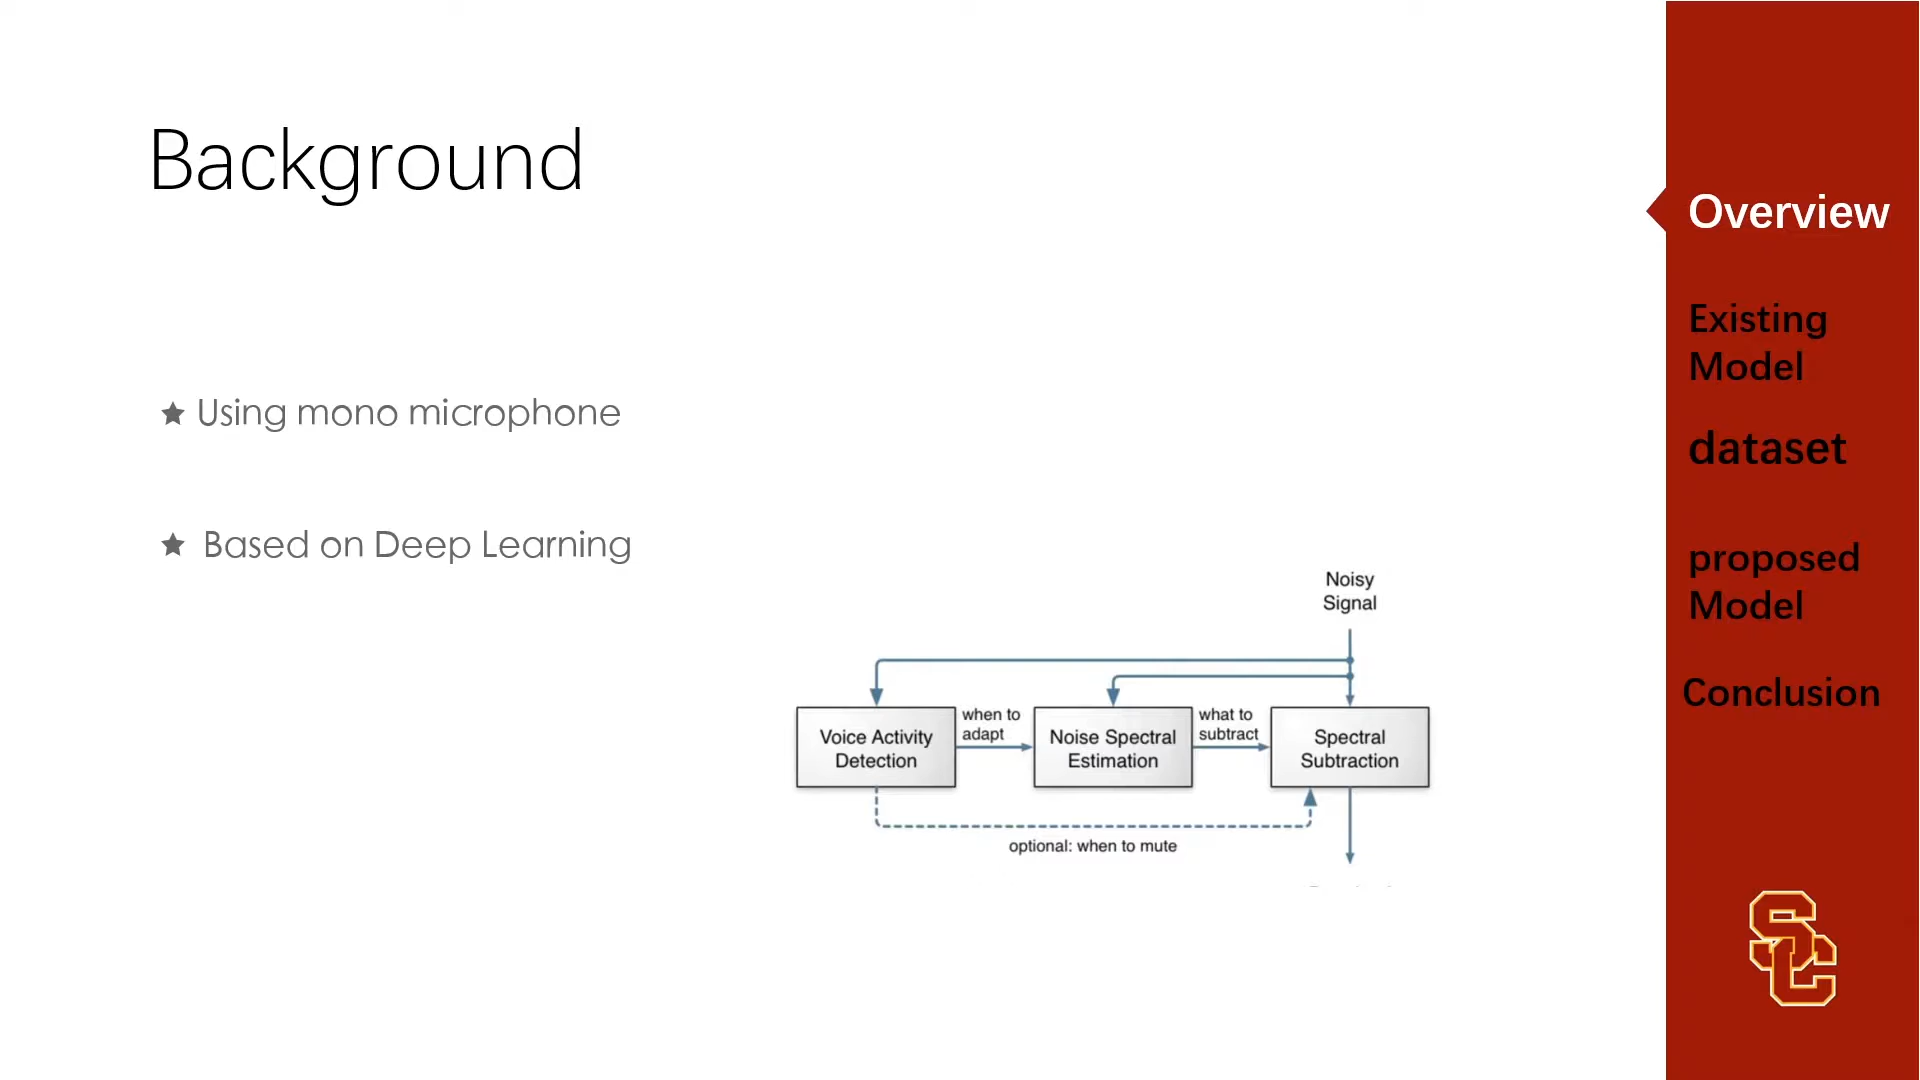 Background
Using mono microphone
Based on Deep Learning
Noisy
Signal
Voice Activity
Detection
when to
adapt
Noise Spectral
Estimation
what to
subtract
Spectral
Subtraction
optional: when to mute
Overview
Existing
Model
dataset
proposed
Model
Conclusion
SC